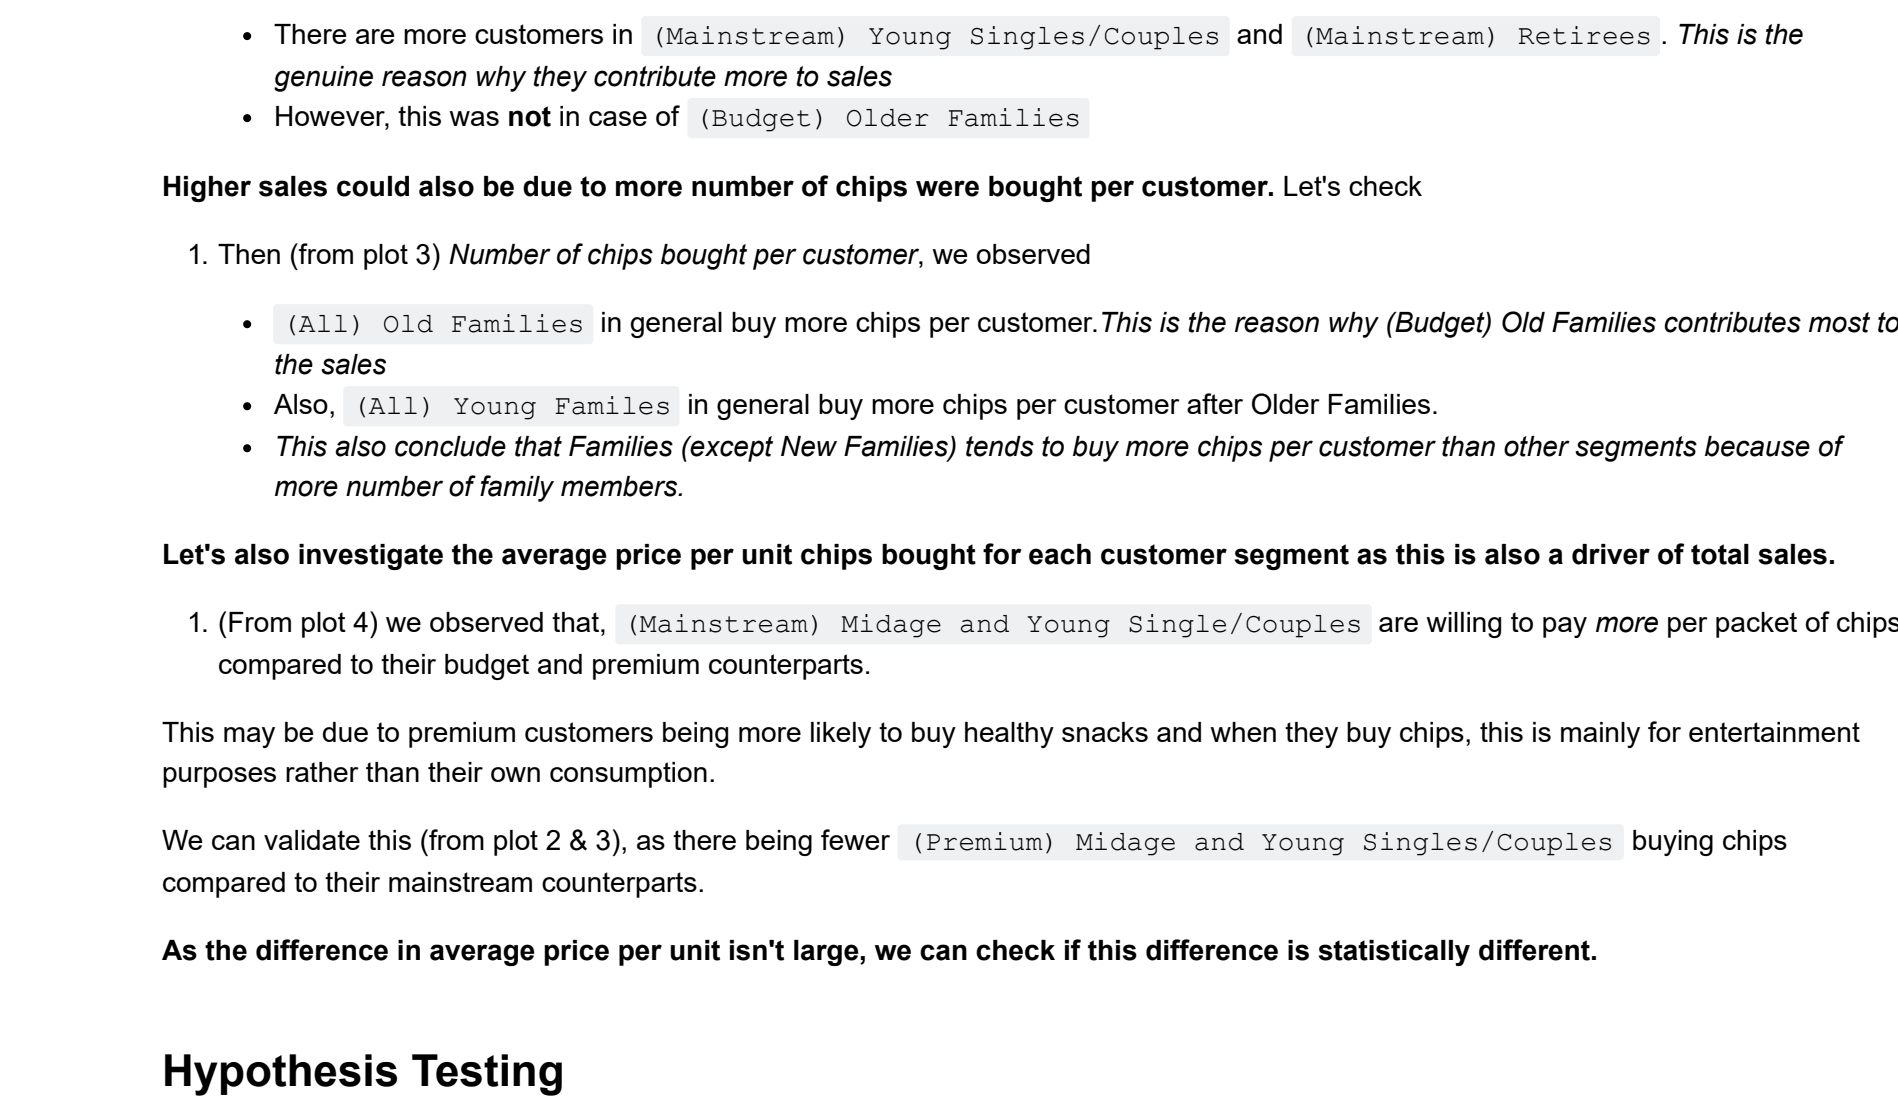 • There are more customers in (Mainstream) Young Singles/Couples and (Mainstream) Retirees . This is the
genuine reason why they contribute more to sales
• However, this was not in case of (Budget) Older Families
Higher sales could also be due to more number of chips were bought per customer. Let's check
1. Then (from plot 3) Number of chips bought per customer, we observed
• (All) Old Families in general buy more chips per customer.This is the reason why (Budget) Old Families contributes most to
the sales
• Also, (All) Young Familes in general buy more chips per customer after Older Families.
• This also conclude that Families (except New Families) tends to buy more chips per customer than other segments because of
more number of family members.
Let's also investigate the average price per unit chips bought for each customer segment as this is also a driver of total sales.
1. (From plot 4) we observed that, (Mainstream) Midage and Young Single/Couples are willing to pay more per packet of chips
compared to their budget and premium counterparts.
This may be due to premium customers being more likely to buy healthy snacks and when they buy chips, this is mainly for entertainment
purposes rather than their own consumption.
We can validate this (from plot 2 & 3), as there being fewer (Premium) Midage and Young Singles/Couples buying chips
compared to their mainstream counterparts.
As the difference in average price per unit isn't large, we can check if this difference is statistically different.
Hypothesis Testing